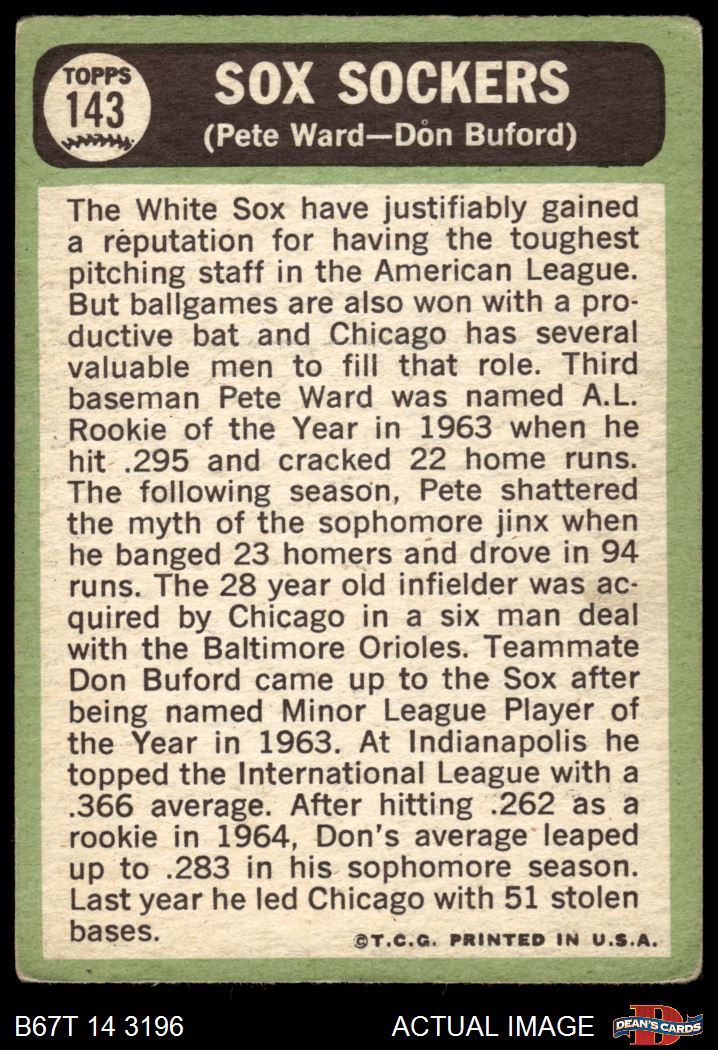 TOPPS
143
SOX SOCKERS
(Pete Ward—Don Buford)
The White Sox have justifiably gained
a reputation for having the toughest
pitching staff in the American League.
But ballgames are also won with a pro-
ductive bat and Chicago has several
valuable men to fill that role. Third
baseman Pete Ward was named A.L.
Rookie of the Year in 1963 when he
hit .295 and cracked 22 home runs.
The following season, Pete shattered
the myth of the sophomore jinx when
he banged 23 homers and drove in 94
runs. The 28 year old infielder was ac-
quired by Chicago in a six man deal
with the Baltimore Orioles. Teammate
Don Buford came up to the Sox after
being named Minor League Player of
the Year in 1963. At Indianapolis he
topped the International League with a
.366 average. After hitting .262 as a
rookie in 1964, Don's average leaped
up to .283 in his sophomore season.
Last year he led Chicago with 51 stolen
bases.
©T.C.G. PRINTED IN U.S.A.
B67T 14 3196
ACTUAL IMAGE
D
DEAN'S CARDS